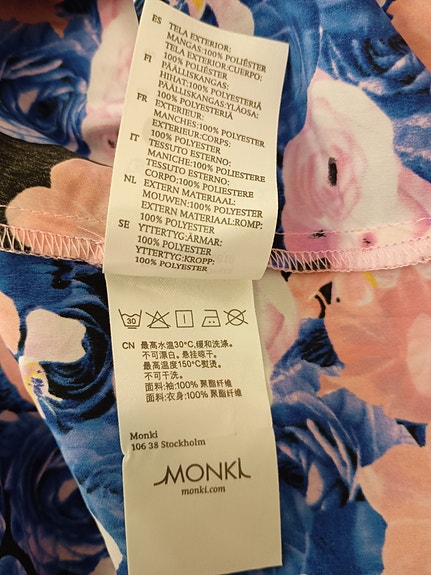 ES TELA EXTERIOR:
MANGAS:100% POLIÉSTER
TELA EXTERIOR:CUERPO:
100% POLIÉSTER
FI PÄÄLLISKANGAS:
HIHAT:100% POLYESTERIÄ
PÄÄLLISKANGAS:YLÄOSA:
100% POLYESTERIÄ
FR EXTERIEUR:
MANCHES:100% POLYESTER
EXTERIEUR:CORPS:
100% POLYESTER
IT TESSUTO ESTERNO:
MANICHE:100% POLIESTERE
TESSUTO ESTERNO:
CORPO:100% POLIESTERE
NL EXTERN MATERIAAL:
MOUWEN:100% POLYESTER
EXTERN MATERIAAL:ROMP:
100% POLYESTER
SE YTTERTYG:ÄRMAR:
100% POLYESTER
YTTERTYG:KROPP:
100% POLYESTER
30
CN 最高水温30°C,缓和洗涤.
不可漂白。悬挂晾干。
最高温度150°C熨烫。
不可干洗。
面料:袖:100% 聚酯纤维
面料:衣身:100% 聚酯纤维
Monki
106 38 Stockholm
MONKI
monki.com